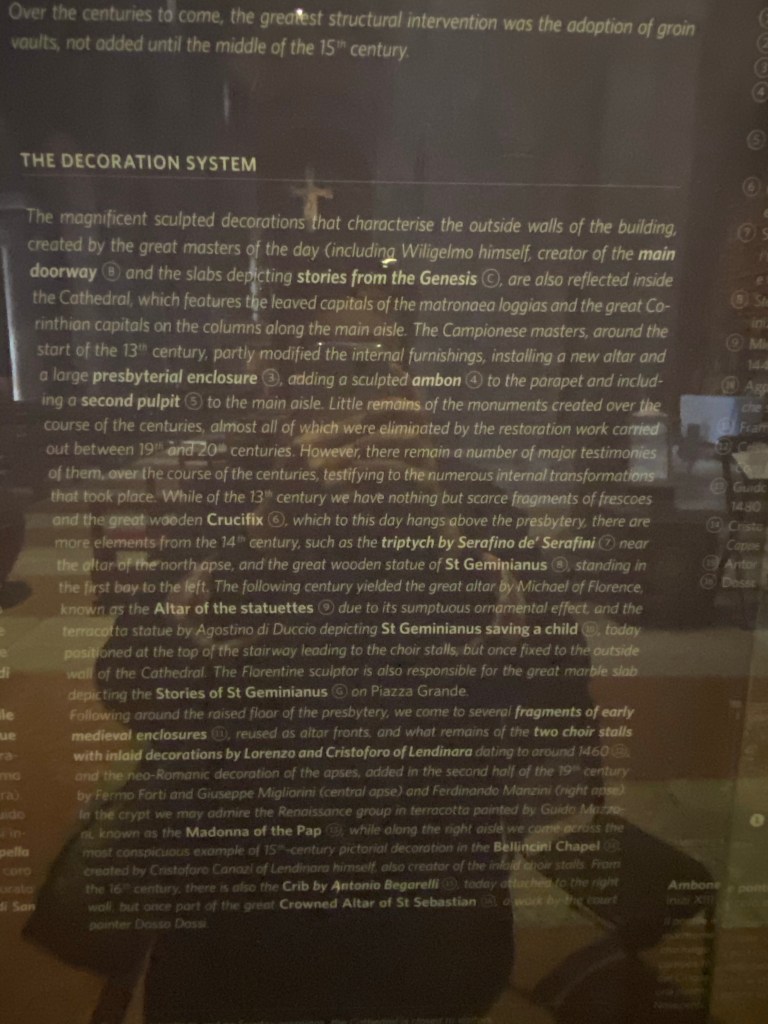 Over the centuries to come, the greatest structural intervention was the adoption of groin
vaults, not added until the middle of the 15th century.
THE DECORATION SYSTEM
The magnificent sculpted decorations that characterise the outside walls of the building,
created by the great masters of the day (including Wiligelmo himself, creator of the main
doorway Ⓑ and the slabs depicting stories from the Genesis Ⓒ, are also reflected inside
the Cathedral, which features the leaved capitals of the matronaea loggias and the great Co-
rinthian capitals on the columns along the main aisle. The Campionese masters, around the
start of the 13th century, partly modified the internal furnishings, installing a new altar and
a large presbyterial enclosure ③, adding a sculpted ambon ④ to the parapet and includ-
ing a second pulpit ⑤ to the main aisle. Little remains of the monuments created over the
course of the centuries, almost all of which were eliminated by the restoration work carried
out between 19th and 20th centuries. However, there remain a number of major testimonies
of them, over the course of the centuries, testifying to the numerous internal transformations
that took place. While of the 13th century we have nothing but scarce fragments of frescoes
and the great wooden Crucifix ⑥, which to this day hangs above the presbytery, there are
more elements from the 14th century, such as the triptych by Serafino de' Serafini ⑦ near
the altar of the north apse, and the great wooden statue of St Geminianus ⑧, standing in
the first bay to the left. The following century yielded the great altar by Michael of Florence,
known as the Altar of the statuettes ⑨ due to its sumptuous ornamental effect, and the
terracotta statue by Agostino di Duccio depicting St Geminianus saving a child ⑩, today
positioned at the top of the stairway leading to the choir stalls, but once fixed to the outside
wall of the Cathedral. The Florentine sculptor is also responsible for the great marble slab
depicting the Stories of St Geminianus Ⓖ on Piazza Grande.
Following around the raised floor of the presbytery, we come to several fragments of early
medieval enclosures ⑪, reused as altar fronts, and what remains of the two choir stalls
with inlaid decorations by Lorenzo and Cristoforo of Lendinara dating to around 1460 ⑫,
and the neo-Romanic decoration of the apses, added in the second half of the 19th century
by Fermo Forti and Giuseppe Migliorini (central apse) and Ferdinando Manzini (right apse).
In the crypt we may admire the Renaissance group in terracotta painted by Guido Mazzo-
ni, known as the Madonna of the Pap ⑬, while along the right aisle we come across the
most conspicuous example of 15th-century pictorial decoration in the Bellincini Chapel ⑭,
created by Cristoforo Canozi of Lendinara himself, also creator of the inlaid choir stalls. From
the 16th century, there is also the Crib by Antonio Begarelli ⑮, today attached to the right
wall, but once part of the great Crowned Altar of St Sebastian ⑯, a work by the court
painter Dosso Dossi.
Ambone